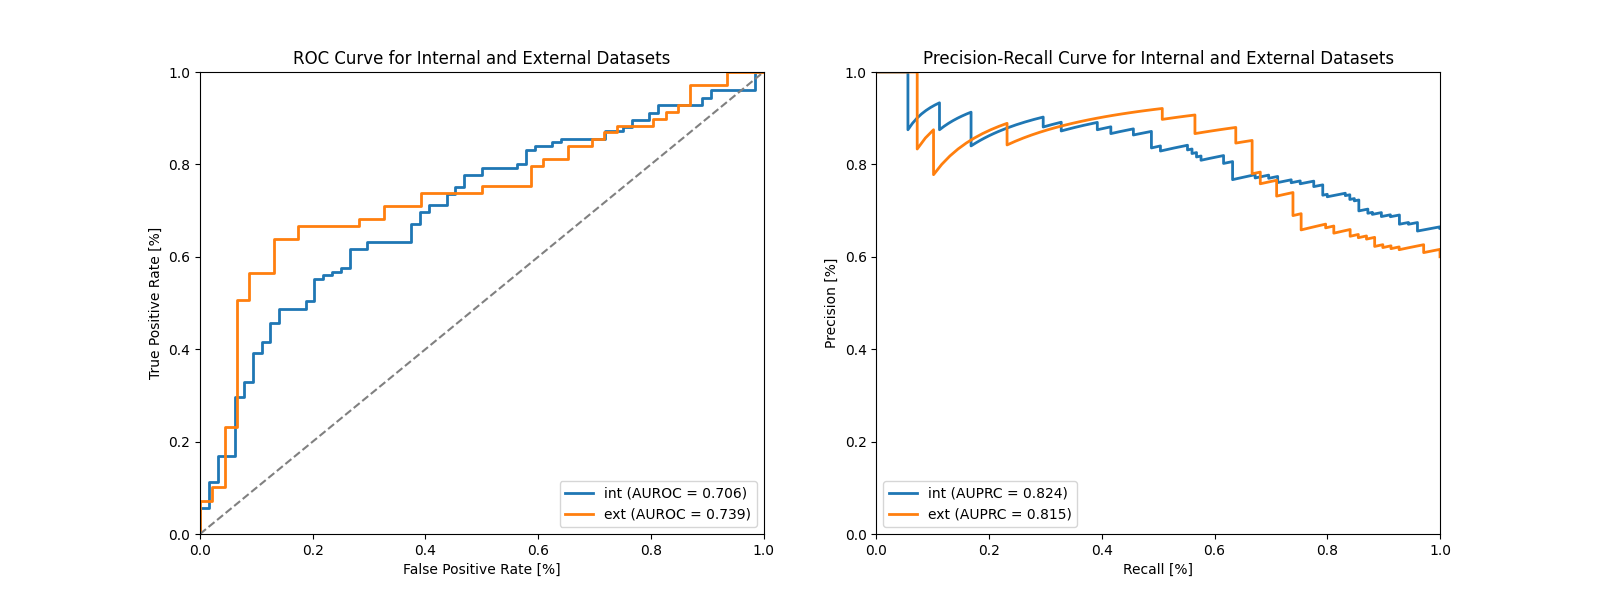 ROC Curve for Internal and External Datasets
1.0
0.8
0.6
0.4
0.2
0.0
True Positive Rate [%]
0.0 0.2 0.4 0.6 0.8 1.0
False Positive Rate [%]
int (AUROC = 0.706)
ext (AUROC = 0.739)
Precision-Recall Curve for Internal and External Datasets
1.0
0.8
0.6
0.4
0.2
0.0
Precision [%]
0.0 0.2 0.4 0.6 0.8 1.0
Recall [%]
int (AUPRC = 0.824)
ext (AUPRC = 0.815)